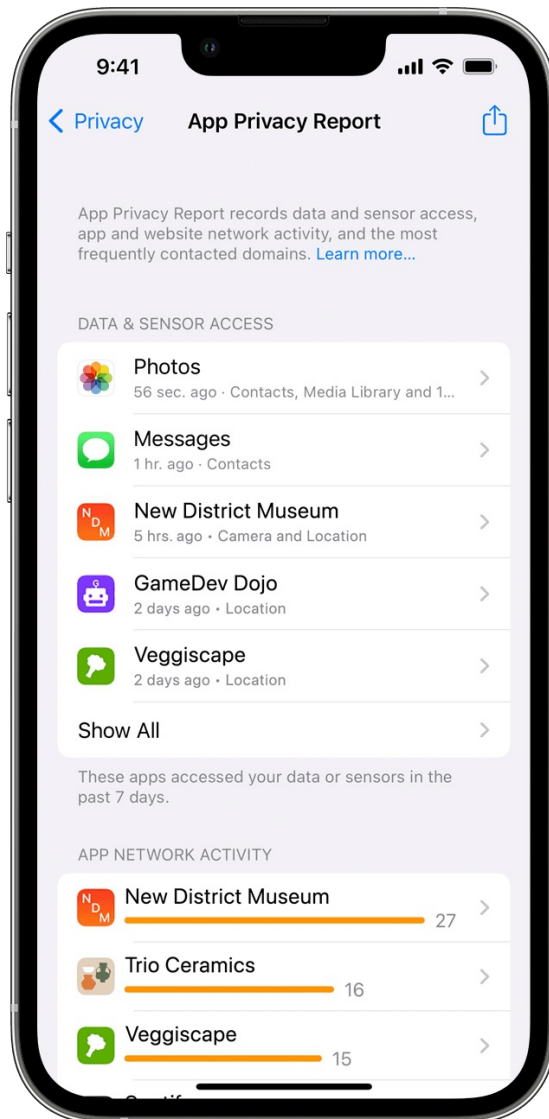 9:41
Privacy
App Privacy Report
App Privacy Report records data and sensor access,
app and website network activity, and the most
frequently contacted domains. Learn more...
DATA & SENSOR ACCESS
Photos
56 sec. ago · Contacts, Media Library and 1...
Messages
1 hr. ago · Contacts
NDM
New District Museum
5 hrs. ago • Camera and Location
G
GameDev Dojo
2 days ago • Location
Veggiscape
2 days ago • Location
Show All
These apps accessed your data or sensors in the
past 7 days.
APP NETWORK ACTIVITY
NDM
New District Museum
27
Trio Ceramics
16
Veggiscape
15